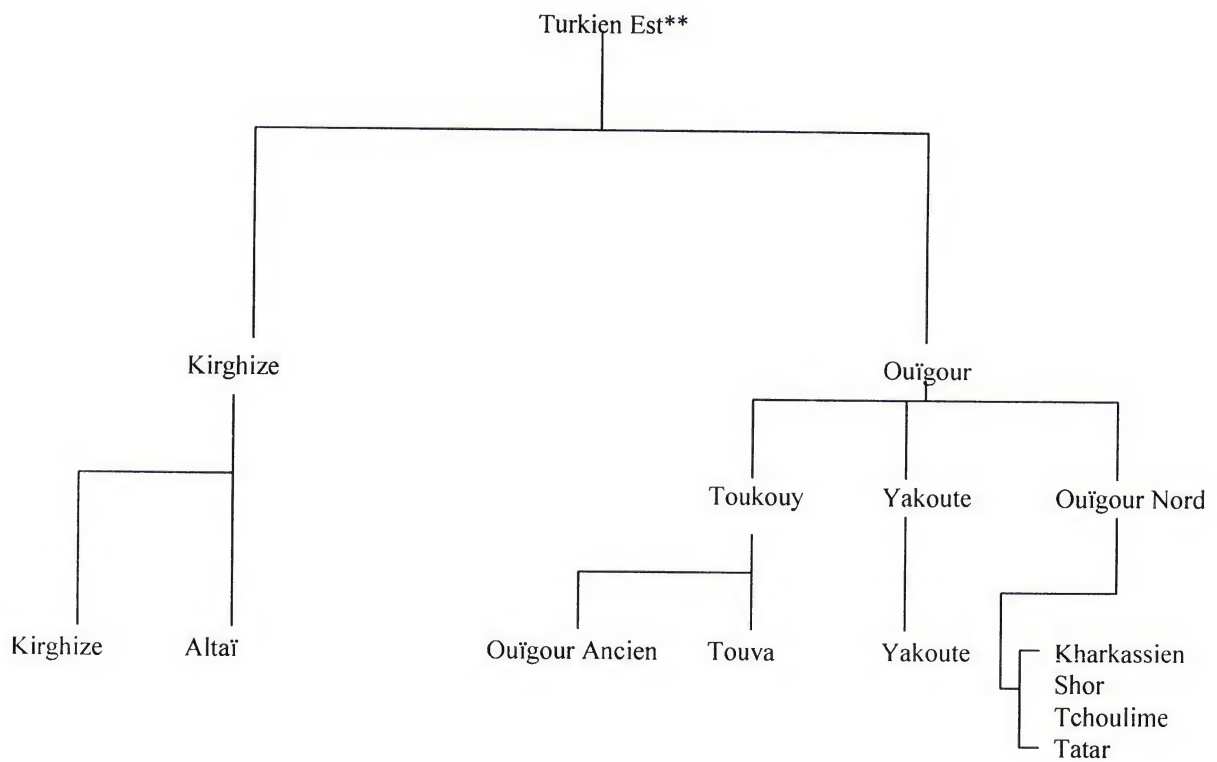 Turkien Est**
Kirghize
Ouïgour
Toukouy
Yakoute
Ouïgour Nord
Kirghize
Altaï
Ouïgour Ancien
Touva
Yakoute
Kharkassien
Shor
Tchoulime
Tatar